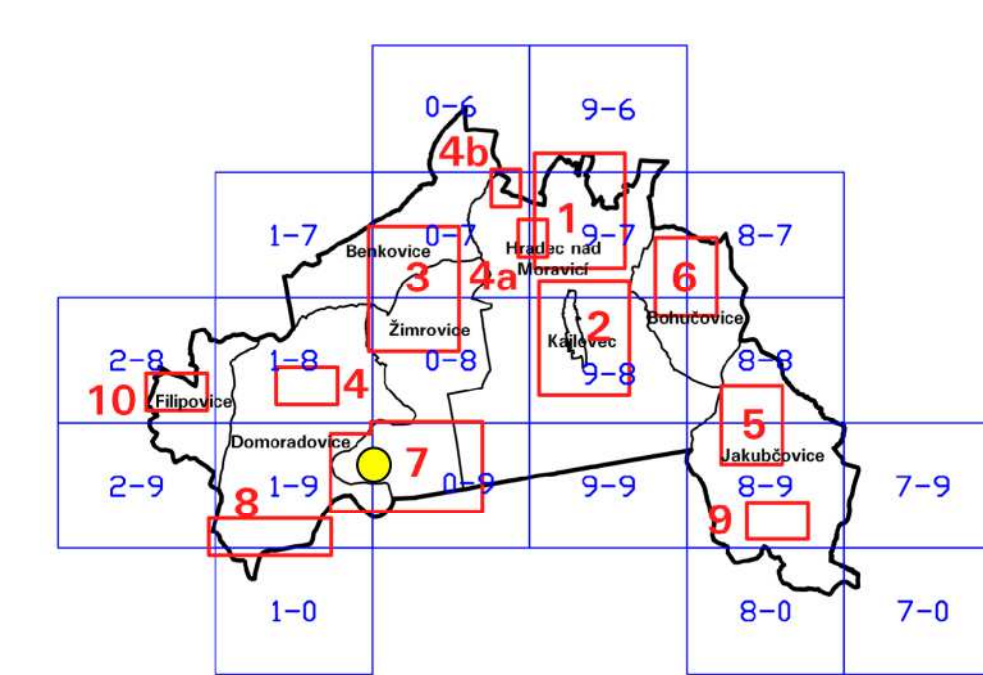 0-6
9-6
4b
1-7
0-7
1
9-7
8-7
Benkovice
Hradec nad
Moravicí
3
4a
6
Žimrovice
2
Bohučovice
Kajlovec
2-8
1-8
0-8
9-8
8-8
10
Filipovice
4
5
Domoradovice
7
Jakubčovice
2-9
1-9
0-9
9-9
8-9
7-9
8
9
1-0
8-0
7-0